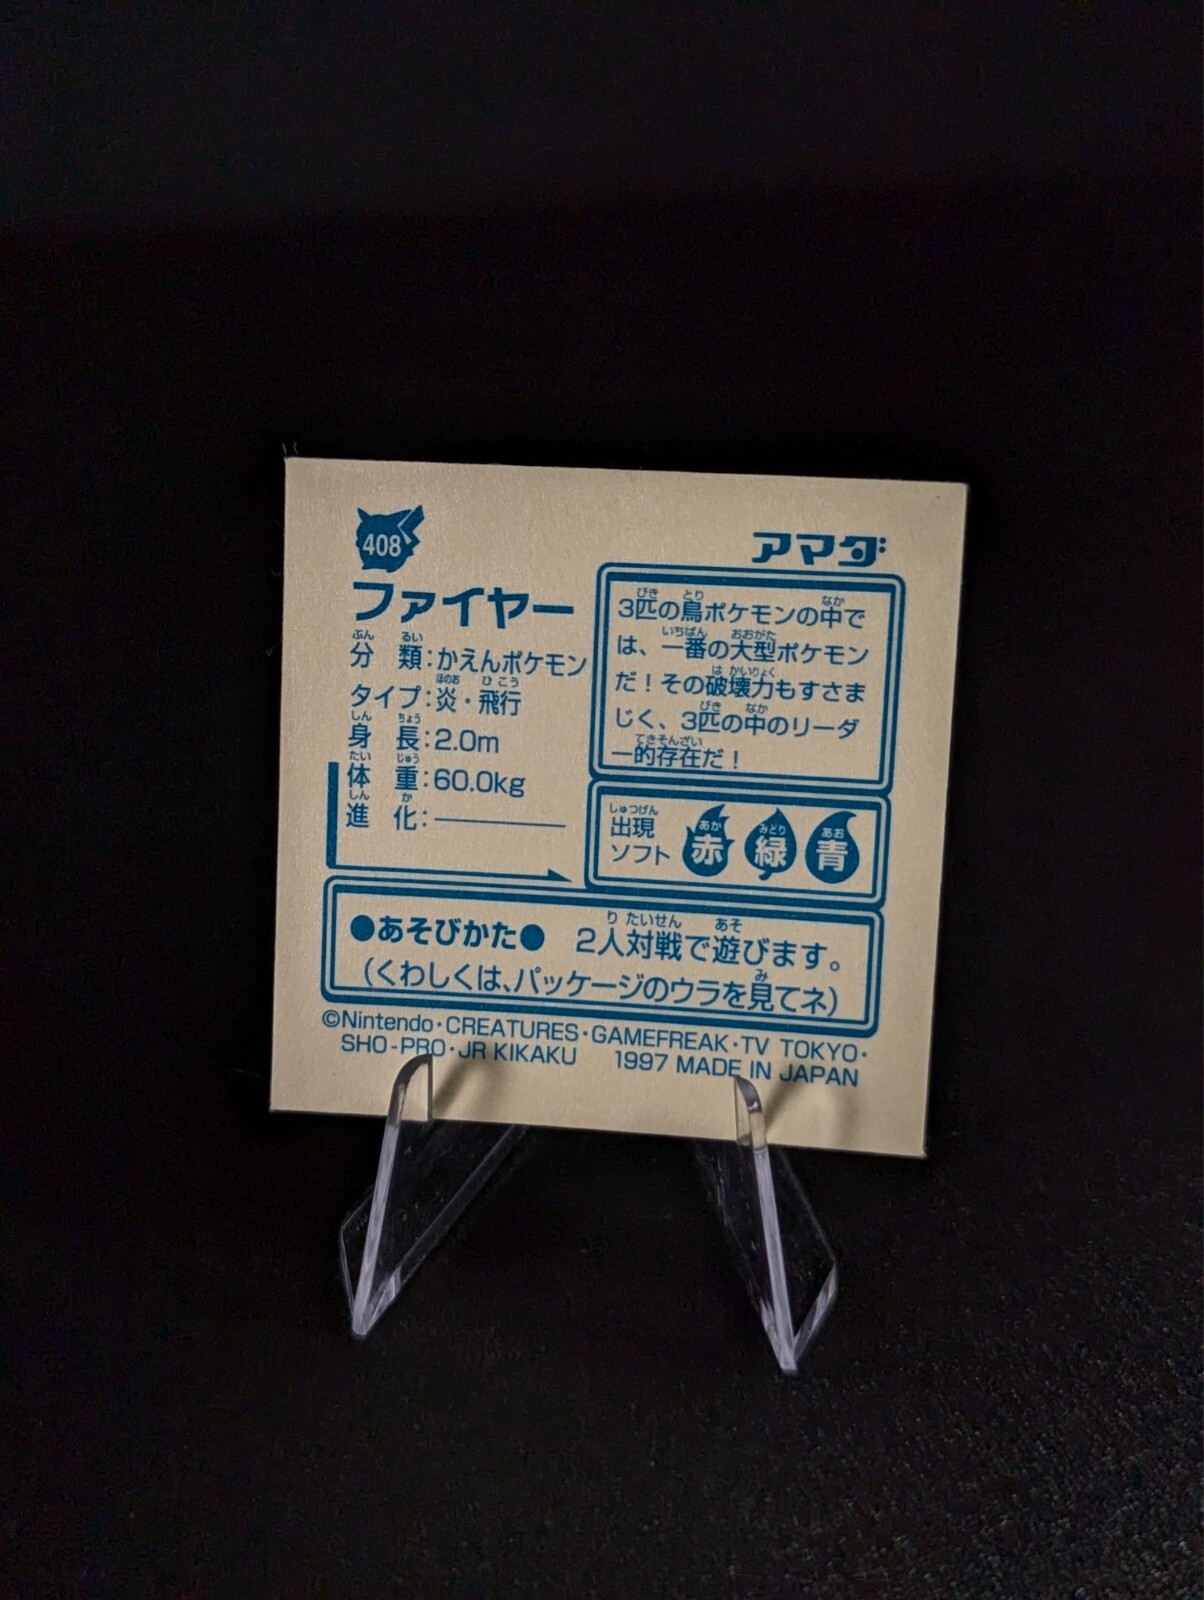 408
アマダ
ファイヤー
分類:かえんポケモン
タイプ:炎・飛行
身長:2.0m
体重:60.0kg
進化:―――
3匹の鳥ポケモンの中で
は、一番の大型ポケモン
だ!その破壊力もすさま
じく、3匹の中のリーダ
ー的存在だ!
出現
ソフト 赤 緑 青
●あそびかた● 2人対戦で遊びます。
(くわしくは、パッケージのウラを見てネ)
©Nintendo・CREATURES・GAMEFREAK・TV TOKYO・
SHO-PRO・JR KIKAKU 1997 MADE IN JAPAN